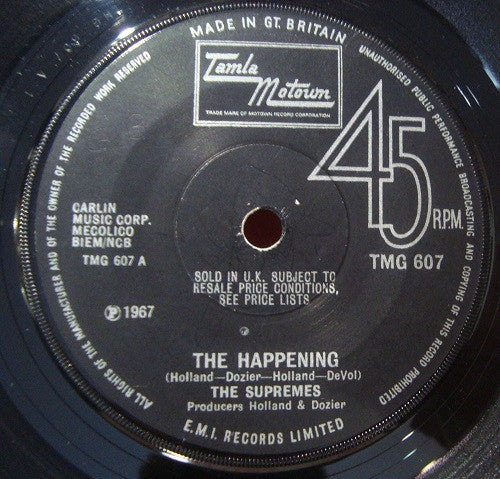 MADE IN GT. BRITAIN
Tamla
Motown
TRADE MARK OF MOTOWN RECORD CORPORATION
45
R.P.M.
CARLIN
MUSIC CORP.
MECOLICO
BIEM/NCB
TMG 607 A
TMG 607
SOLD IN U.K. SUBJECT TO
RESALE PRICE CONDITIONS,
SEE PRICE LISTS
℗ 1967
THE HAPPENING
(Holland—Dozier—Holland—DeVol)
THE SUPREMES
Producers Holland & Dozier
E.M.I. RECORDS LIMITED
ALL RIGHTS OF THE MANUFACTURER AND OF THE OWNER OF THE RECORDED WORK RESERVED
UNAUTHORISED PUBLIC PERFORMANCE BROADCASTING AND COPYING OF THIS RECORD PROHIBITED